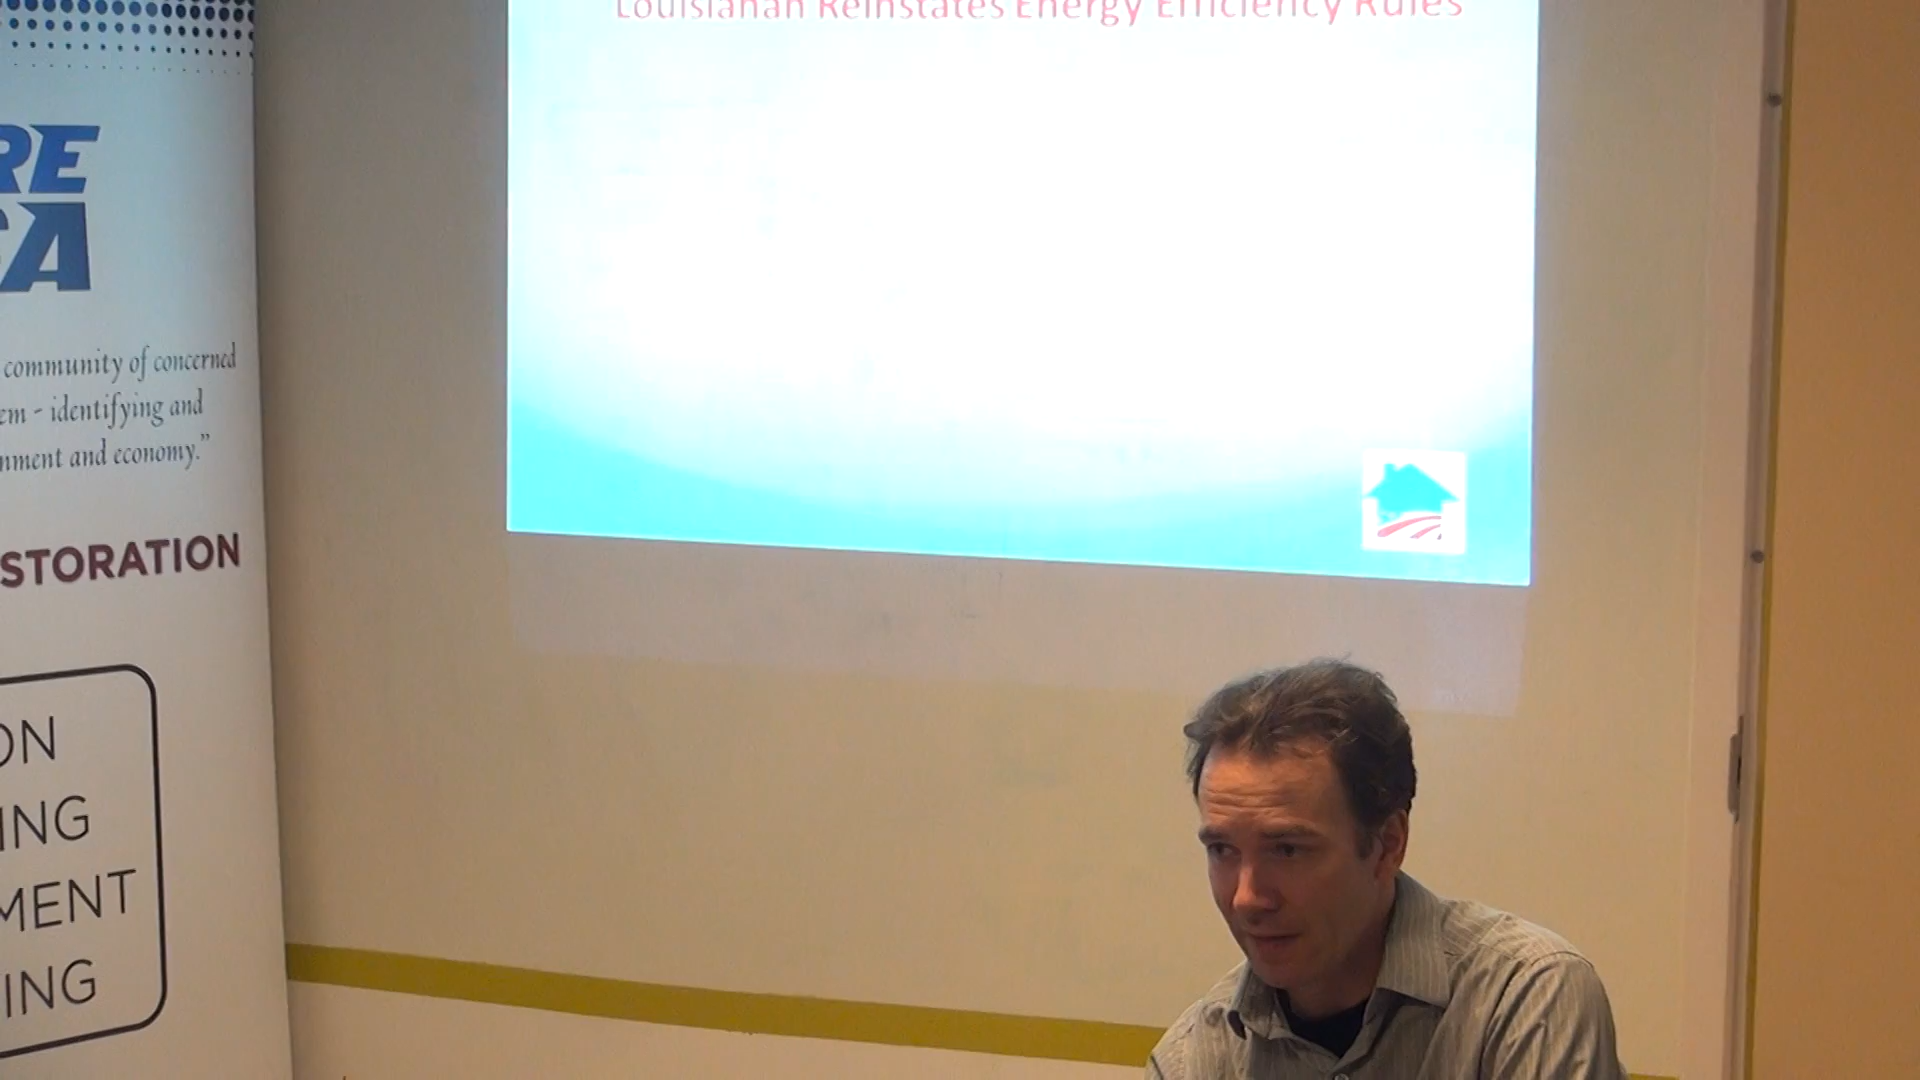 Louisianan Reinstates Energy Efficiency Rules
RE
community of concerned
em - identifying and
nment and economy.”
STORATION
ON
ING
MENT
ING